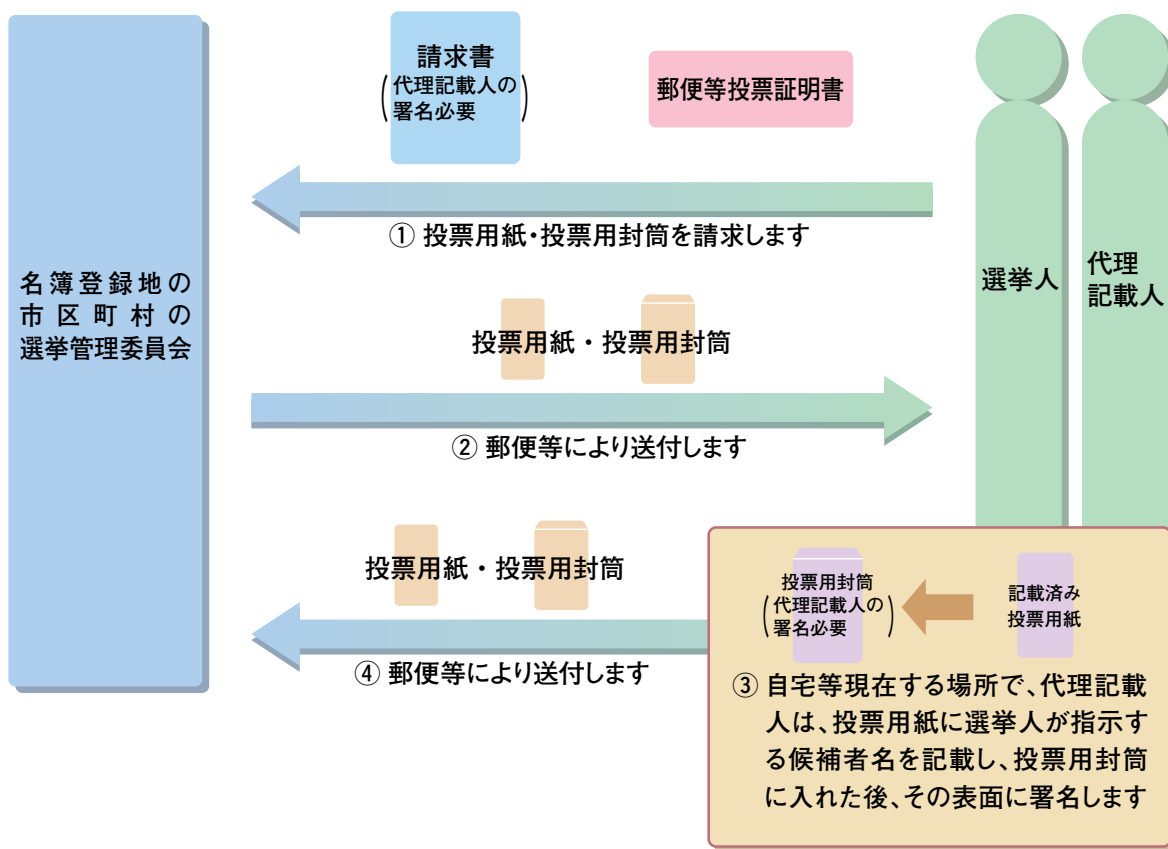 請求書
(代理記載人の
署名必要)
郵便等投票証明書
① 投票用紙・投票用封筒を請求します
名簿登録地の
市区町村の
選挙管理委員会
選挙人
代理
記載人
投票用紙・投票用封筒
② 郵便等により送付します
投票用紙・投票用封筒
④ 郵便等により送付します
投票用封筒
(代理記載人の
署名必要)
記載済み
投票用紙
③ 自宅等現在する場所で、代理記載
人は、投票用紙に選挙人が指示す
る候補者名を記載し、投票用封筒
に入れた後、その表面に署名します